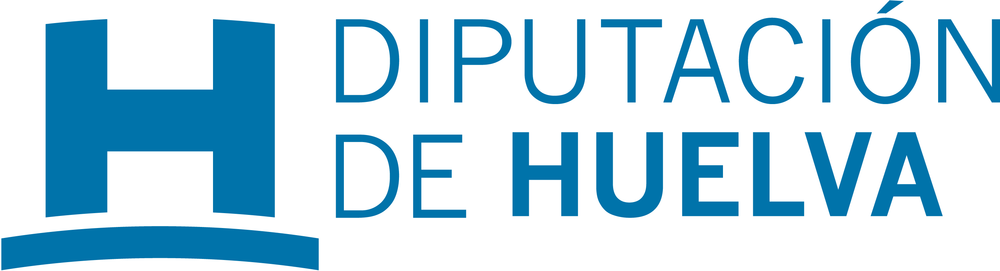 H
DIPUTACIÓN
DE HUELVA